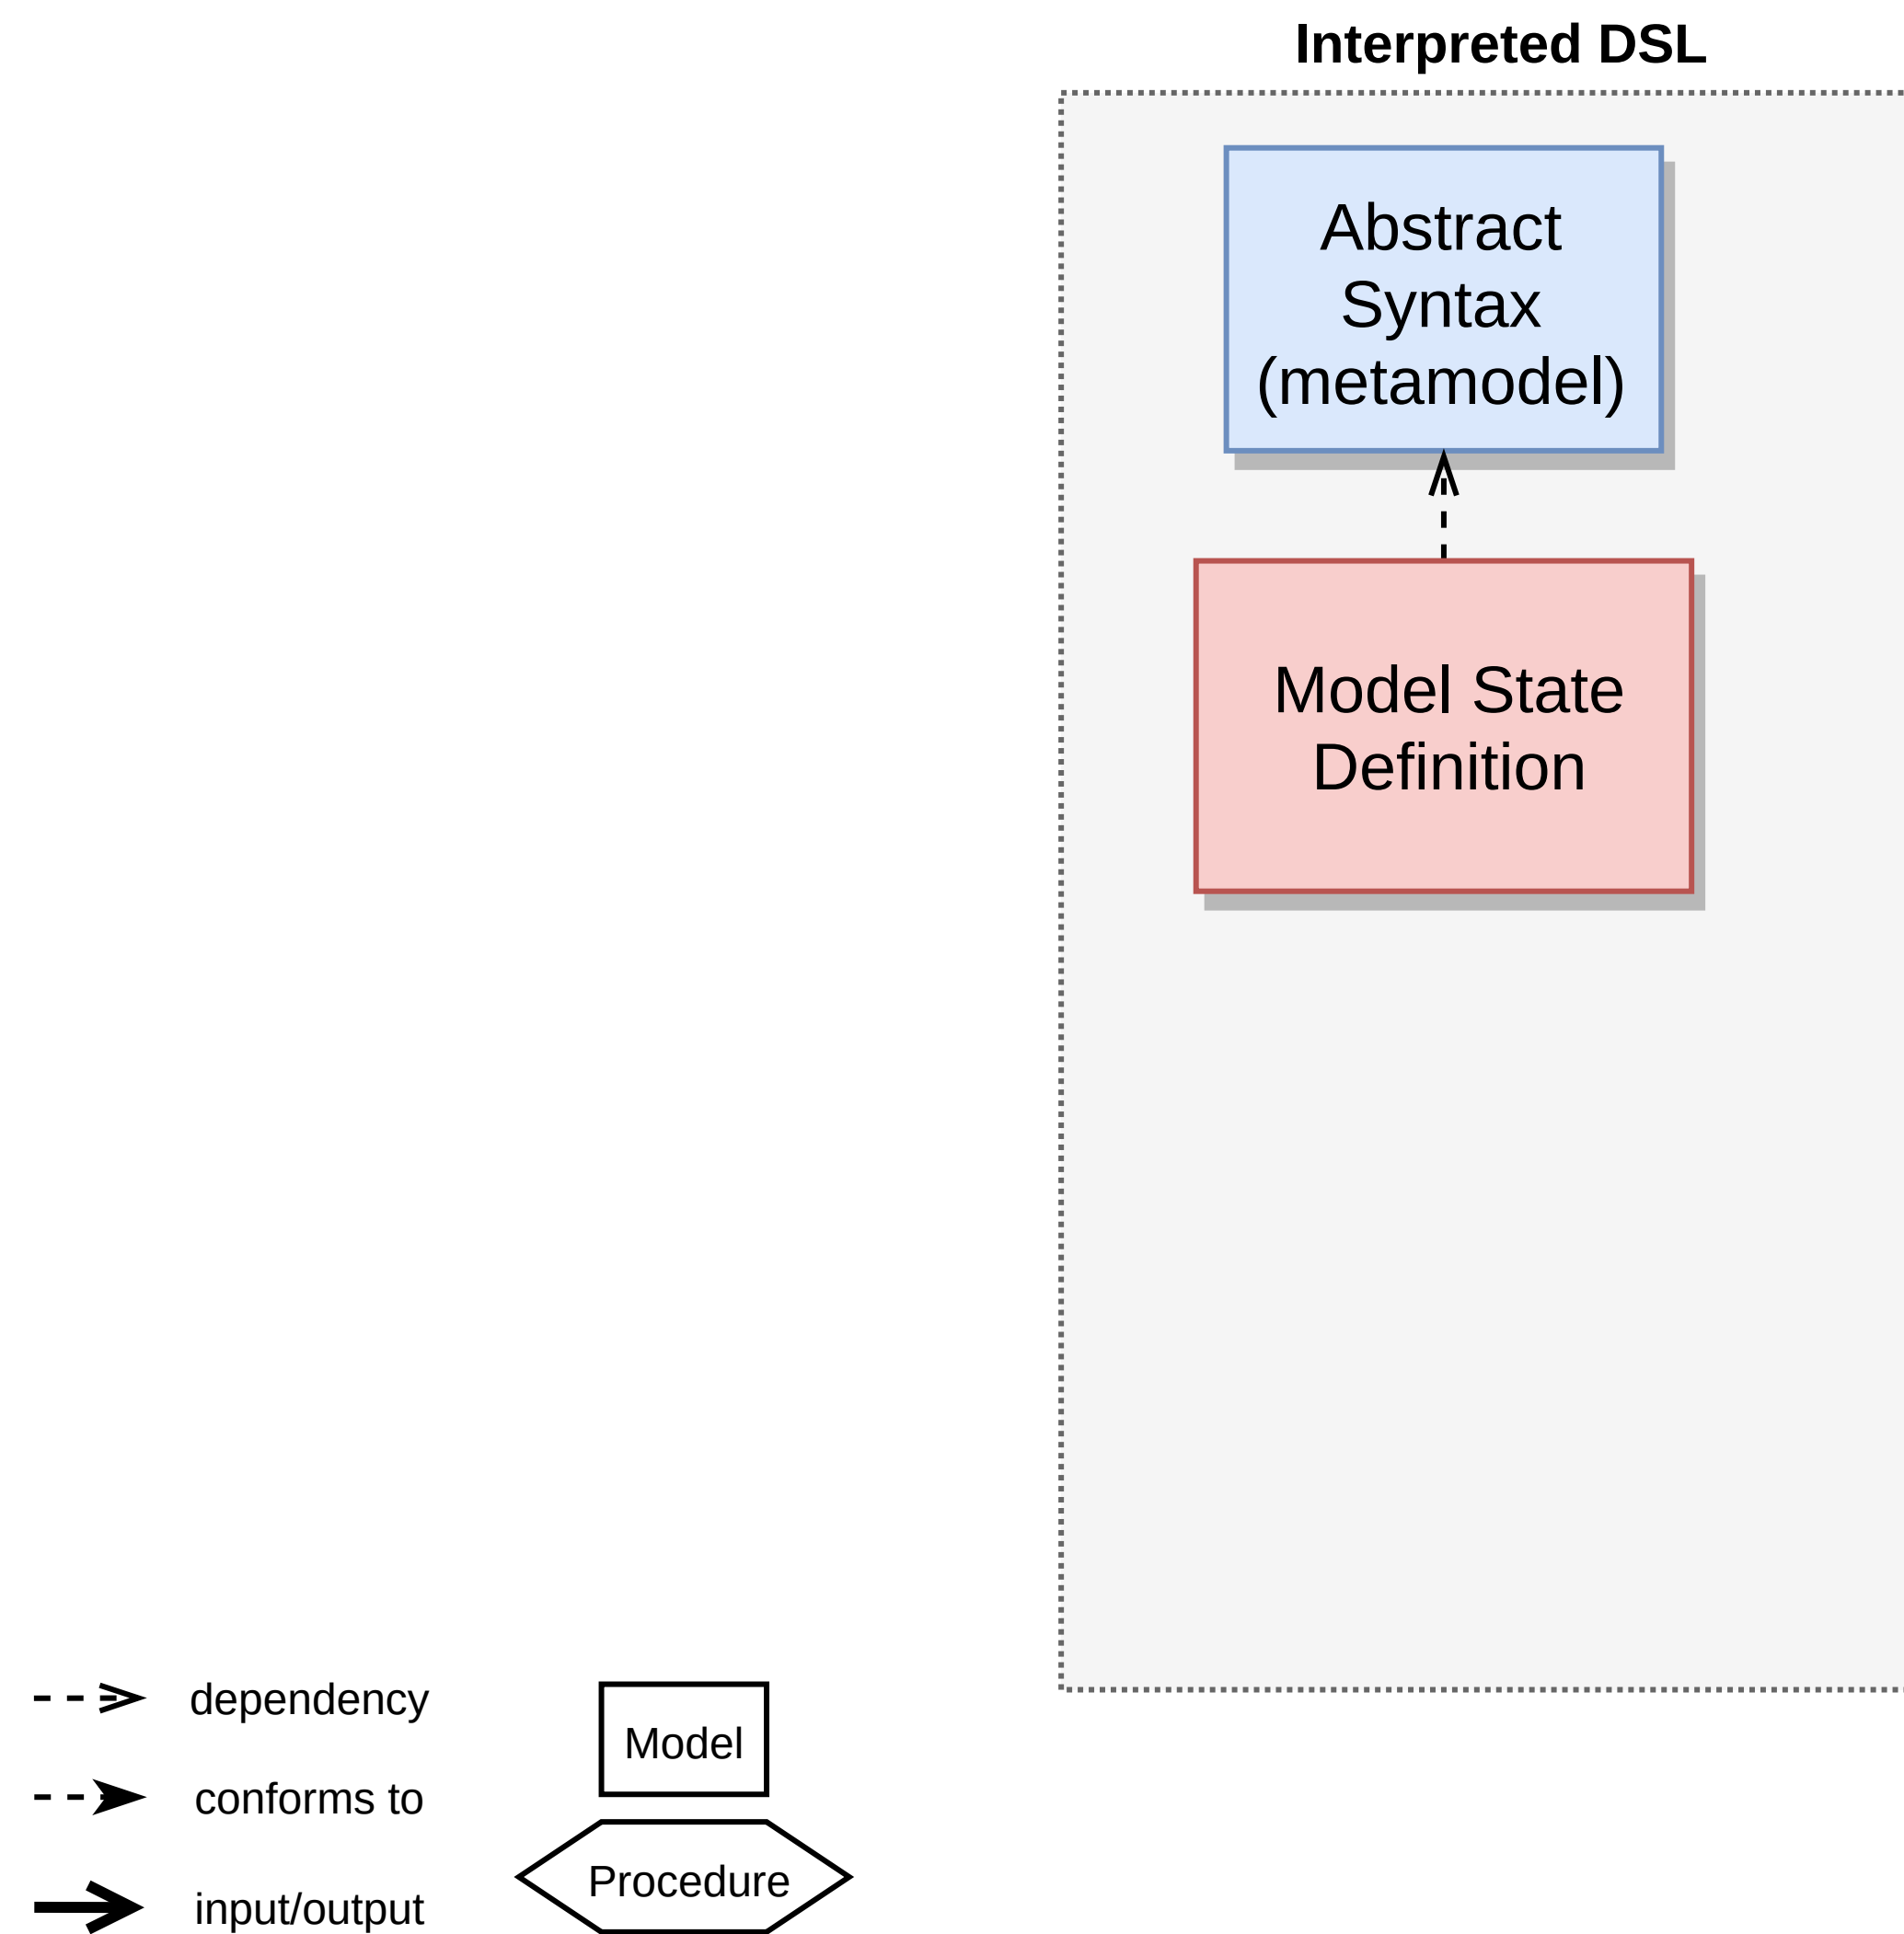 Interpreted DSL
Abstract
Syntax
(metamodel)
Model State
Definition
dependency
conforms to
input/output
Model
Procedure